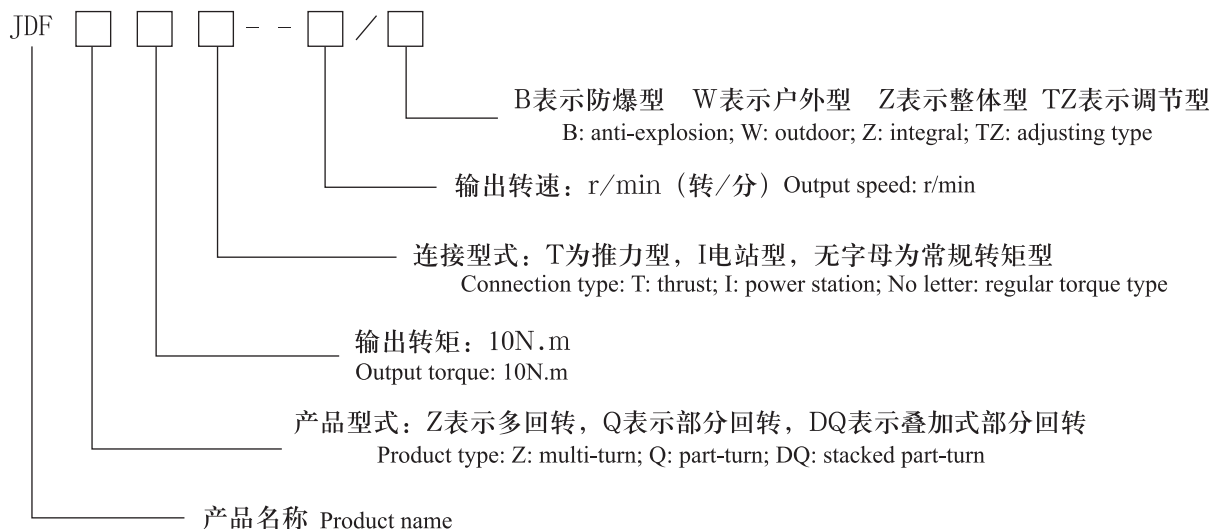 JDF □ □ □ - - □ / □
B表示防爆型 W表示户外型 Z表示整体型 TZ表示调节型
B: anti-explosion; W: outdoor; Z: integral; TZ: adjusting type
输出转速：r/min（转/分）Output speed: r/min
连接型式：T为推力型，I电站型，无字母为常规转矩型
Connection type: T: thrust; I: power station; No letter: regular torque type
输出转矩：10N.m
Output torque: 10N.m
产品型式：Z表示多回转，Q表示部分回转，DQ表示叠加式部分回转
Product type: Z: multi-turn; Q: part-turn; DQ: stacked part-turn
产品名称 Product name